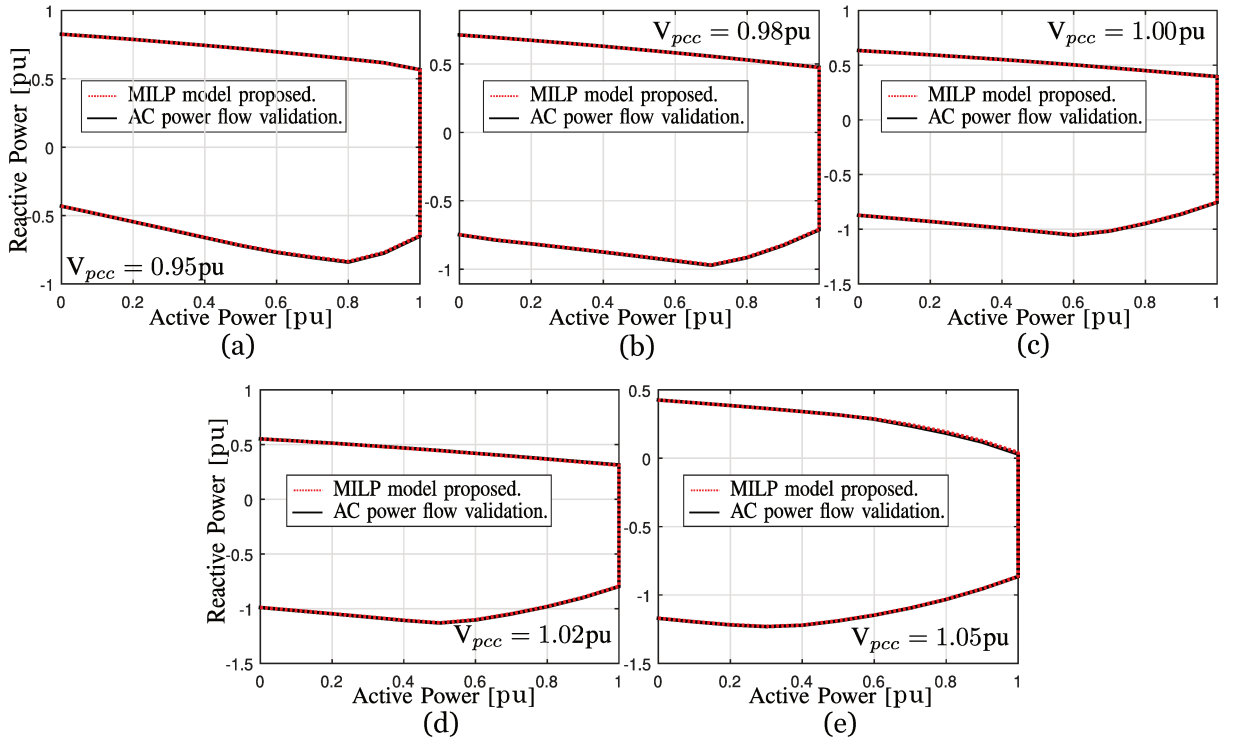 1
0.5
0
-0.5
-1
Reactive Power [pu]
MILP model proposed.
AC power flow validation.
V_pcc = 0.95pu
0 0.2 0.4 0.6 0.8 1
Active Power [pu]
(a)
0.5
0
-0.5
-1
V_pcc = 0.98pu
MILP model proposed.
AC power flow validation.
0 0.2 0.4 0.6 0.8 1
Active Power [pu]
(b)
1
0.5
0
-0.5
-1
-1.5
V_pcc = 1.00pu
MILP model proposed.
AC power flow validation.
0 0.2 0.4 0.6 0.8 1
Active Power [pu]
(c)
1
0.5
0
-0.5
-1
-1.5
Reactive Power [pu]
MILP model proposed.
AC power flow validation.
V_pcc = 1.02pu
0 0.2 0.4 0.6 0.8 1
Active Power [pu]
(d)
0.5
0
-0.5
-1
-1.5
MILP model proposed.
AC power flow validation.
V_pcc = 1.05pu
0 0.2 0.4 0.6 0.8 1
Active Power [pu]
(e)